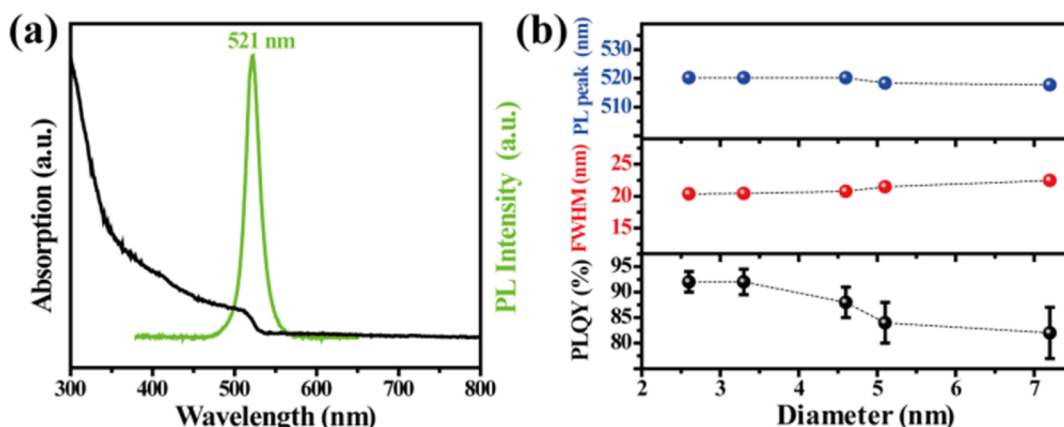 (a)
521 nm
Absorption (a.u.)
PL Intensity (a.u.)
300 400 500 600 700 800
Wavelength (nm)
(b)
PL peak (nm)
530
520
510
FWHM (nm)
25
20
15
PLQY (%)
95
90
85
80
2 3 4 5 6 7
Diameter (nm)